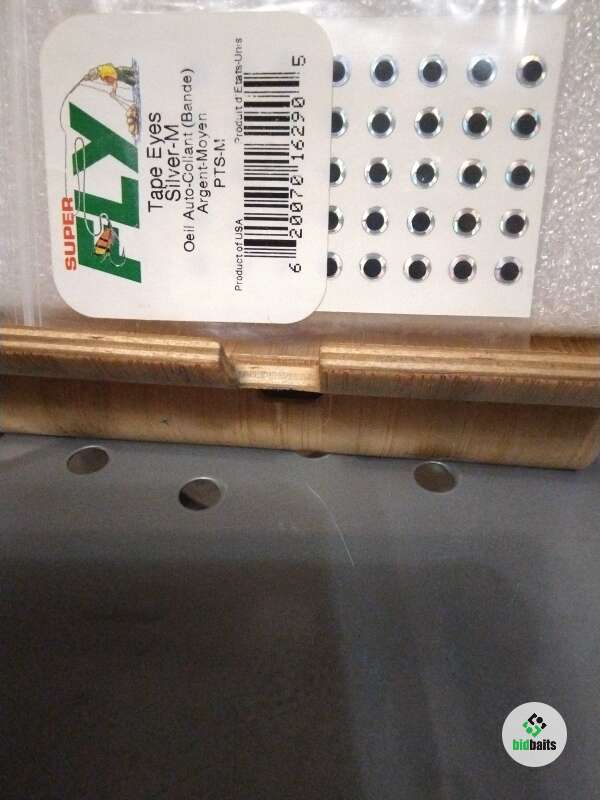 SUPER
FLY
Tape Eyes
Silver-M
Oeil Auto-Collant (Bande)
Argent-Moyen
PTS-M
Product of USA
Produit d'Etats-Unis
6 20070 16290 5
bidbaits